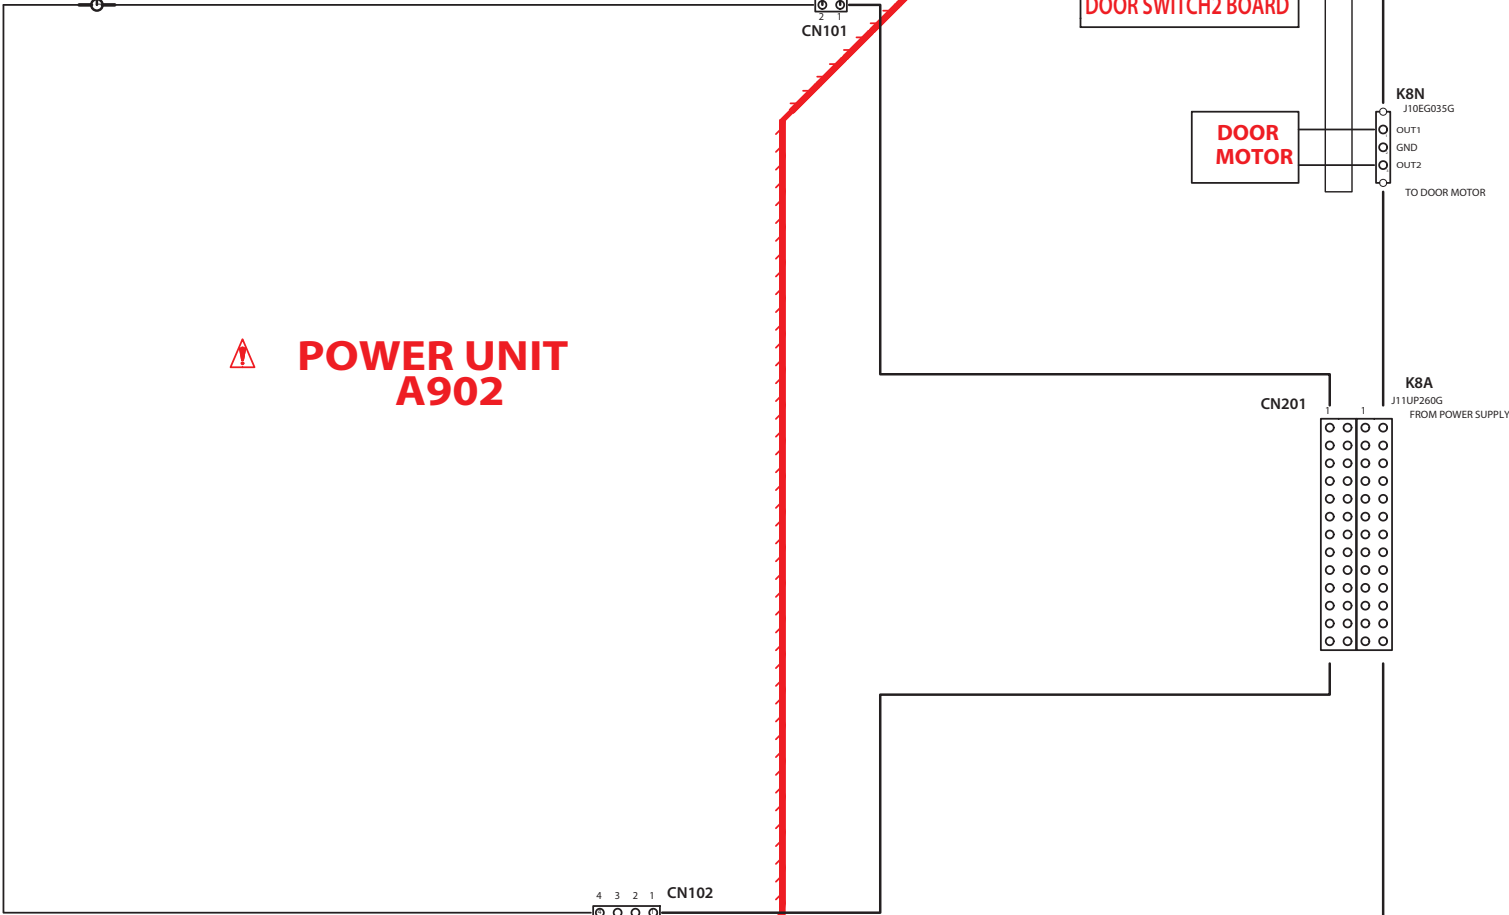 DOOR SWITCH2 BOARD
2 1
CN101
K8N
J10EG035G
OUT1
GND
OUT2
TO DOOR MOTOR
DOOR
MOTOR
POWER UNIT
A902
K8A
J11UP260G
FROM POWER SUPPLY
CN201
1 1
4 3 2 1
CN102